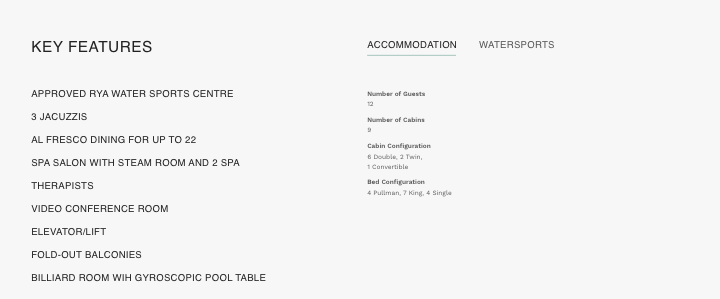 KEY FEATURES
APPROVED RYA WATER SPORTS CENTRE
3 JACUZZIS
AL FRESCO DINING FOR UP TO 22
SPA SALON WITH STEAM ROOM AND 2 SPA
THERAPISTS
VIDEO CONFERENCE ROOM
ELEVATOR/LIFT
FOLD-OUT BALCONIES
BILLIARD ROOM WIH GYROSCOPIC POOL TABLE
ACCOMMODATION WATERSPORTS
Number of Guests
12
Number of Cabins
9
Cabin Configuration
6 Double, 2 Twin,
1 Convertible
Bed Configuration
4 Pullman, 7 King, 4 Single